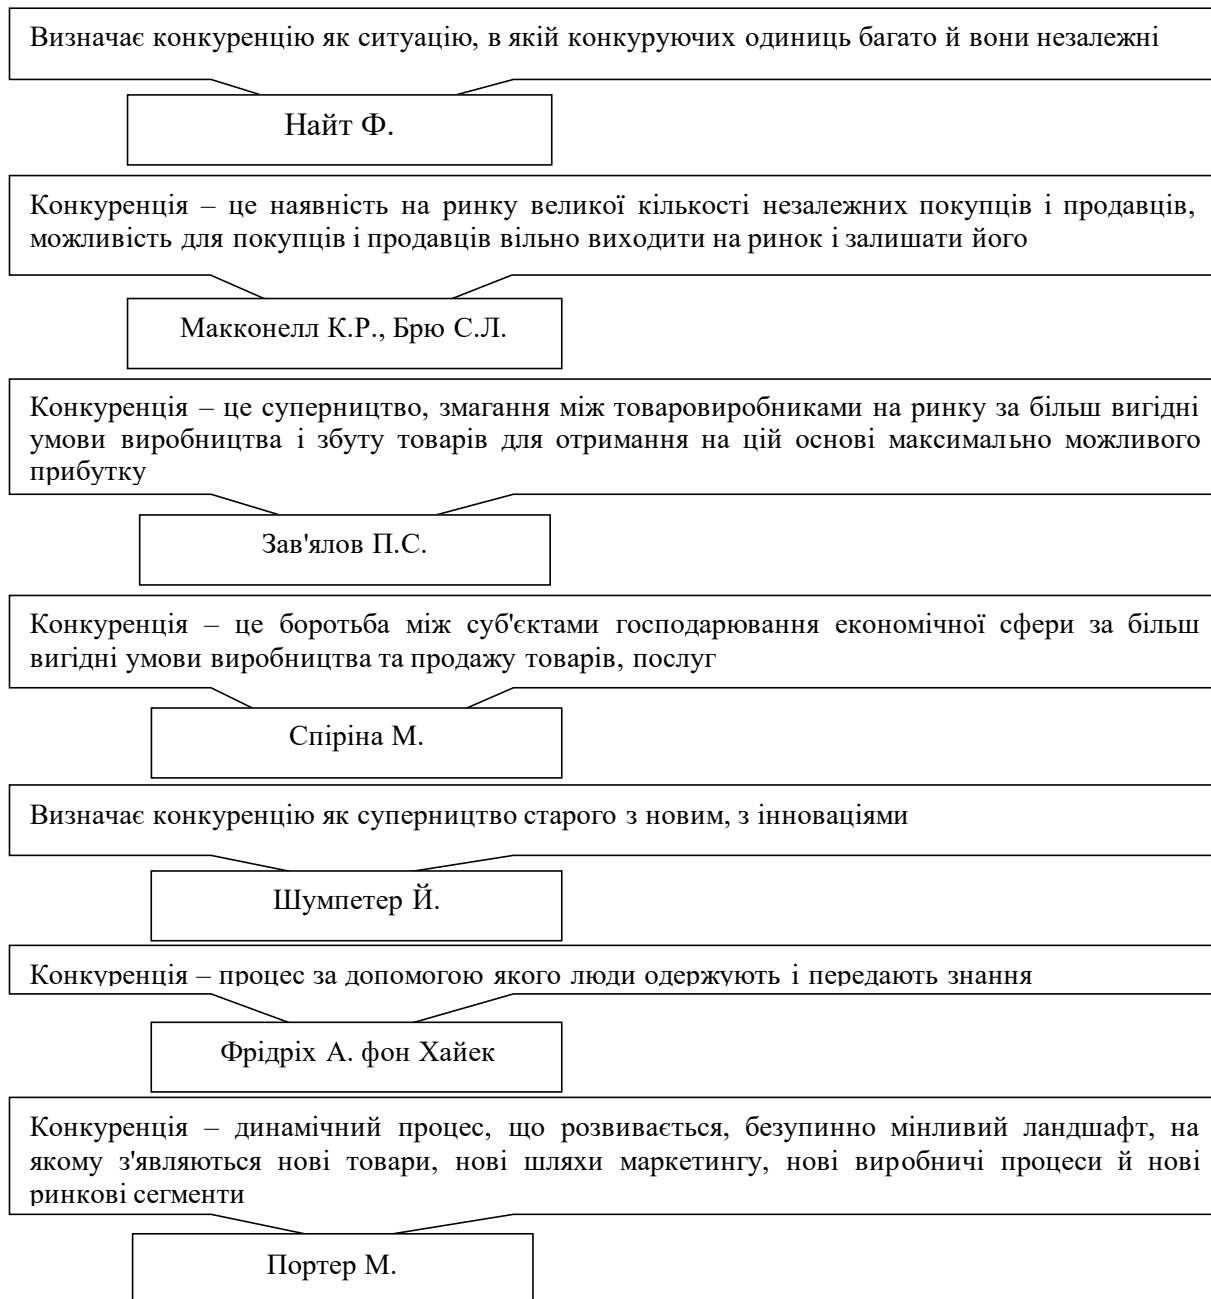 Визначає конкуренцію як ситуацію, в якій конкуруючих одиниць багато й вони незалежні
Найт Ф.
Конкуренція – це наявність на ринку великої кількості незалежних покупців і продавців,
можливість для покупців і продавців вільно виходити на ринок і залишати його
Макконелл К.Р., Брю С.Л.
Конкуренція – це суперництво, змагання між товаровиробниками на ринку за більш вигідні
умови виробництва і збуту товарів для отримання на цій основі максимально можливого
прибутку
Зав'ялов П.С.
Конкуренція – це боротьба між суб'єктами господарювання економічної сфери за більш
вигідні умови виробництва та продажу товарів, послуг
Спіріна М.
Визначає конкуренцію як суперництво старого з новим, з інноваціями
Шумпетер Й.
Конкуренція – процес за допомогою якого люди одержують і передають знання
Фрідріх А. фон Хайек
Конкуренція – динамічний процес, що розвивається, безупинно мінливий ландшафт, на
якому з'являються нові товари, нові шляхи маркетингу, нові виробничі процеси й нові
ринкові сегменти
Портер М.